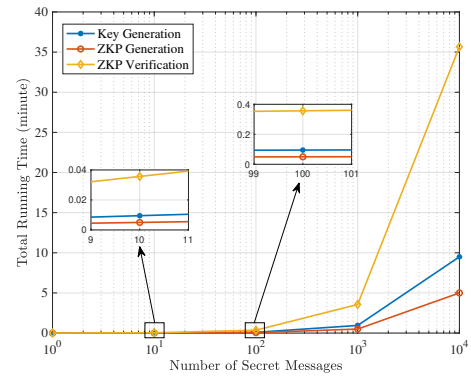 40
35
30
25
20
15
10
5
0
Total Running Time (minute)
Key Generation
ZKP Generation
ZKP Verification
0.4
0.2
0
99 100 101
0.04
0.02
0
9 10 11
10^0 10^1 10^2 10^3 10^4
Number of Secret Messages